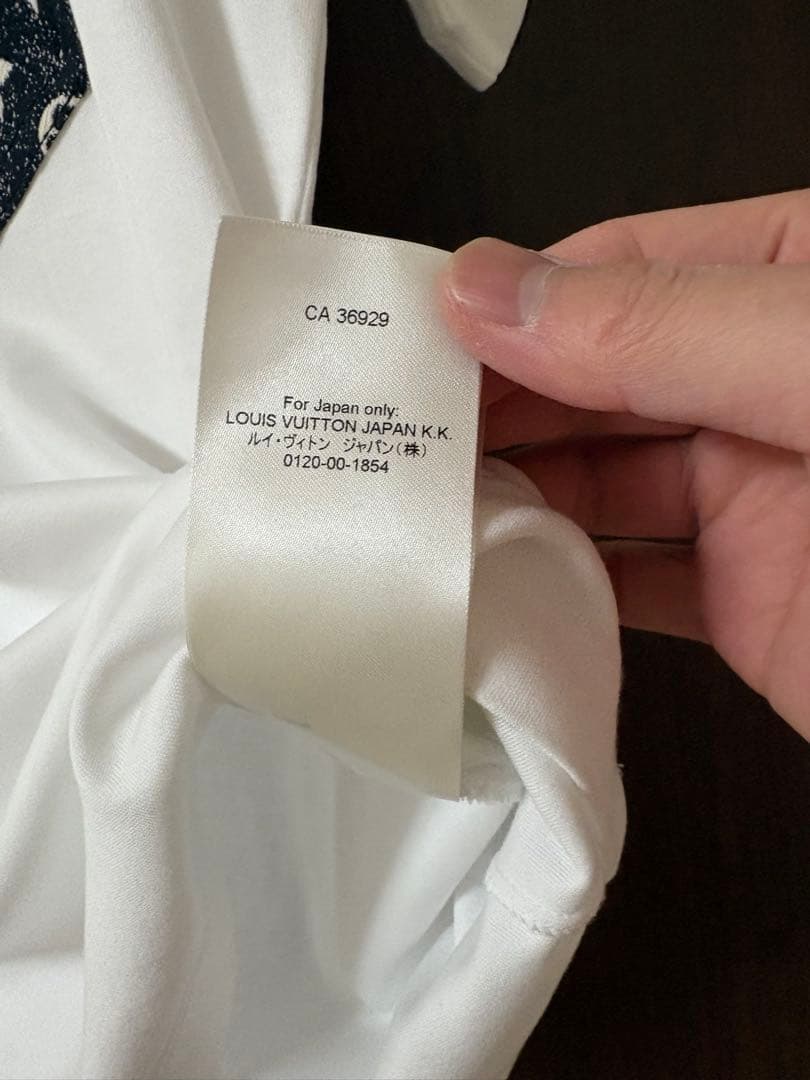 CA 36929
For Japan only:
LOUIS VUITTON JAPAN K.K.
ルイ・ヴィトン ジャパン(株)
0120-00-1854